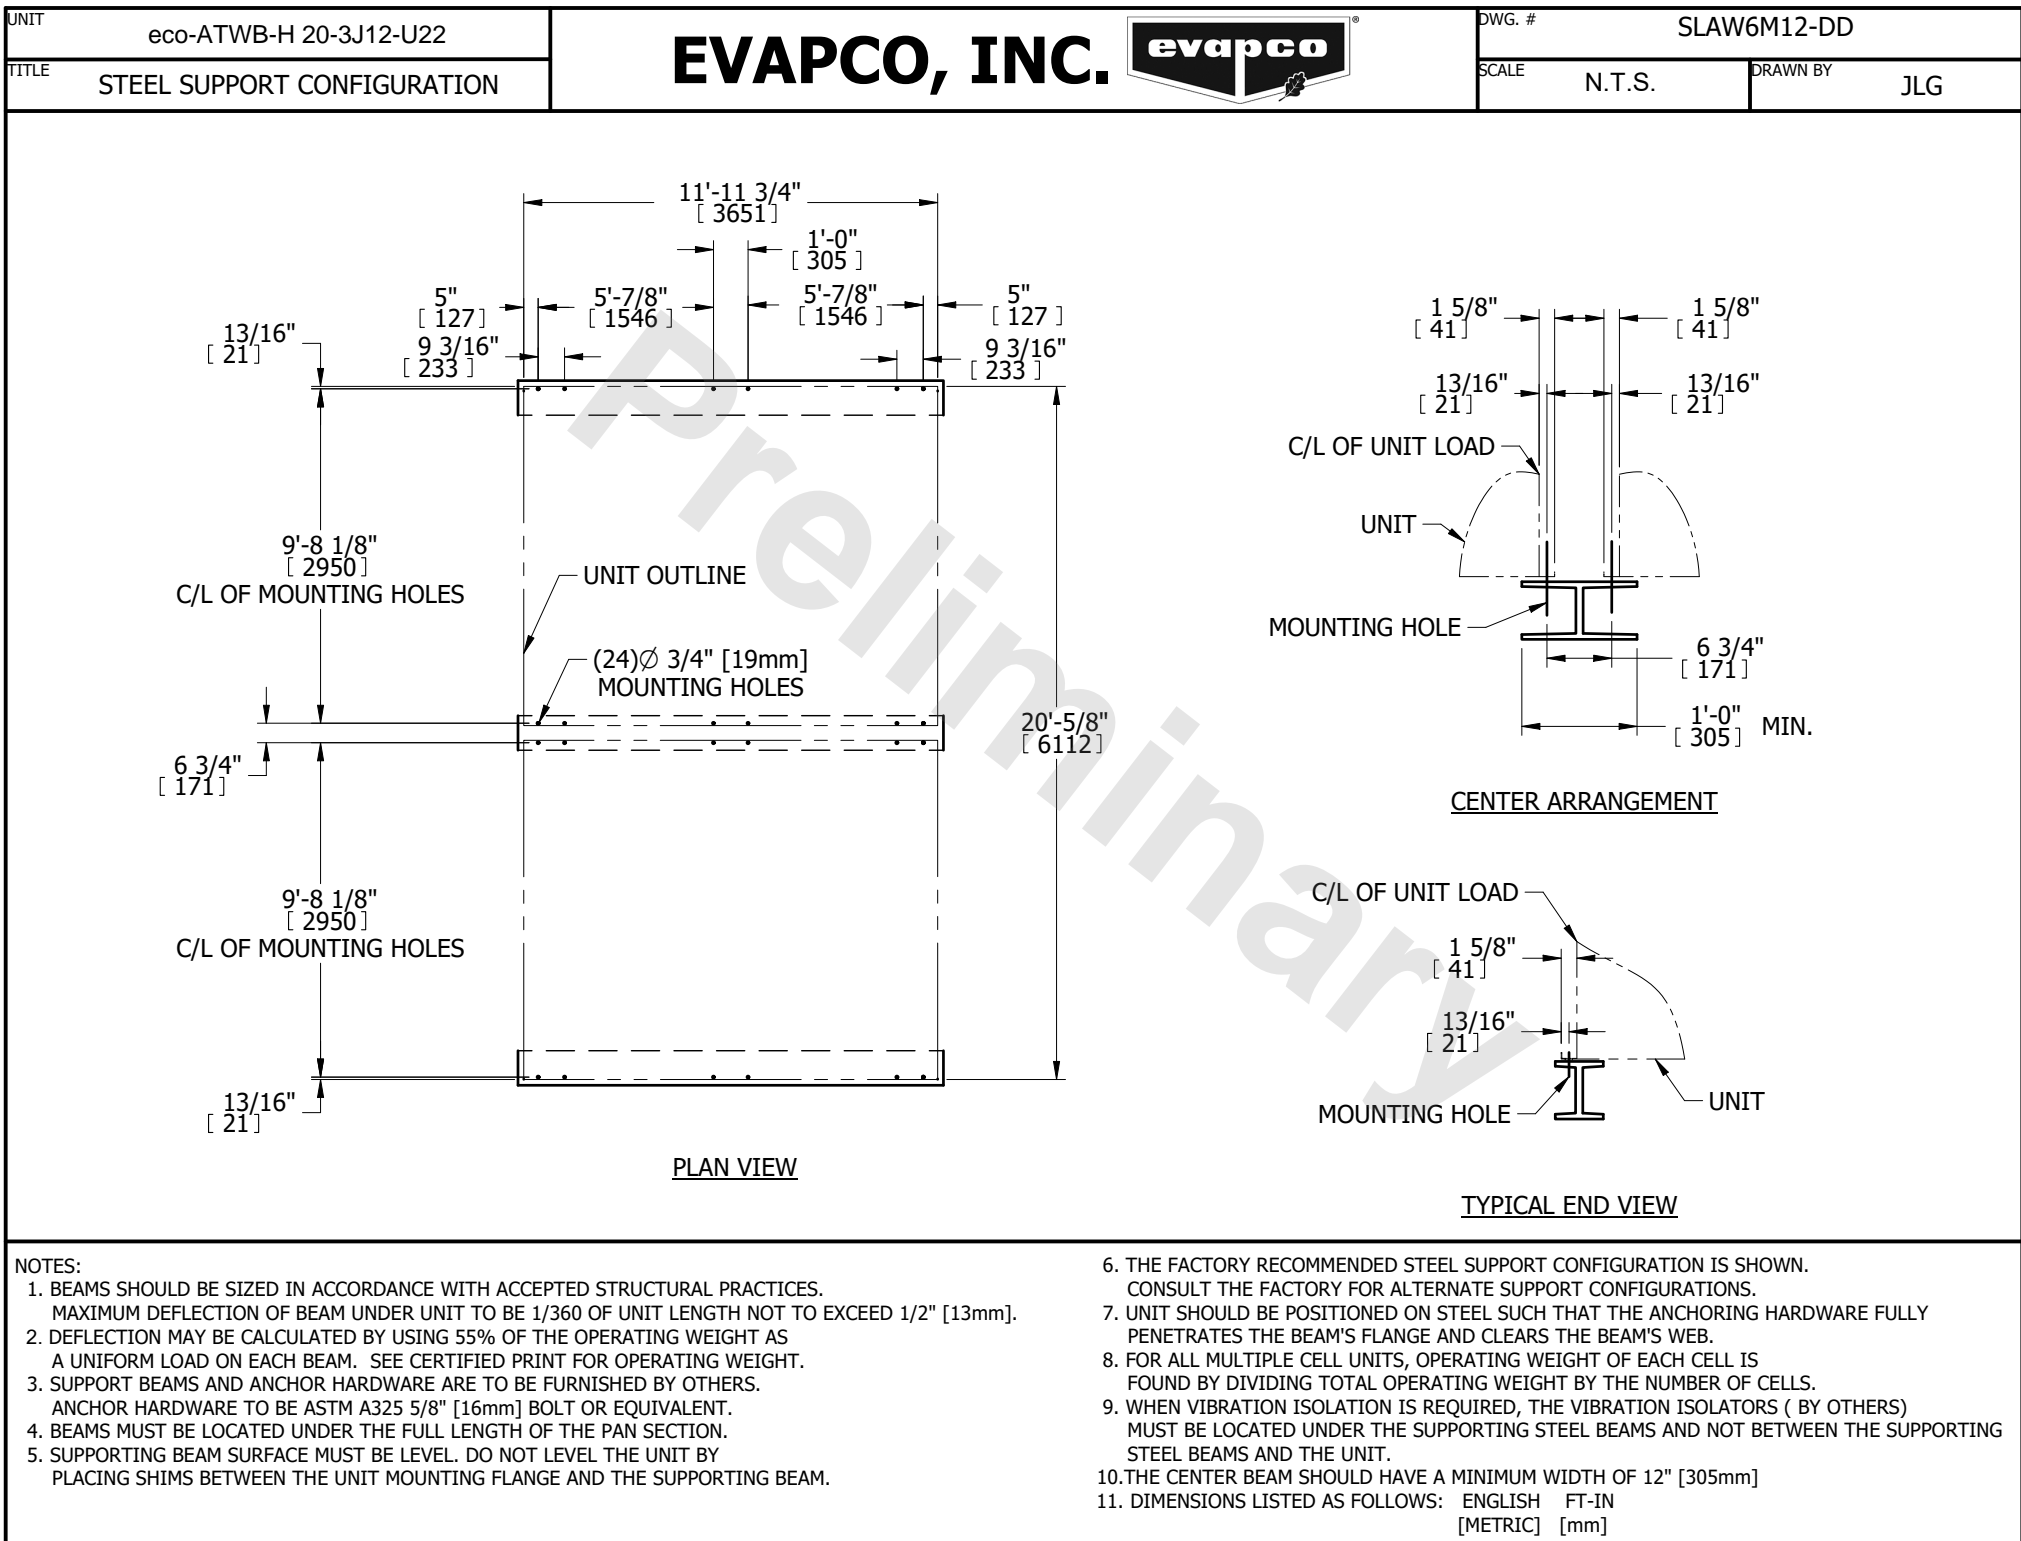 UNIT
eco-ATWB-H 20-3J12-U22
TITLE
STEEL SUPPORT CONFIGURATION
EVAPCO, INC.
evapco
®
DWG. #
SLAW6M12-DD
SCALE
N.T.S.
DRAWN BY
JLG
11'-11 3/4"
[ 3651 ]
1'-0"
[ 305 ]
5"
[ 127 ]
5'-7/8"
[ 1546 ]
5'-7/8"
[ 1546 ]
5"
[ 127 ]
13/16"
[ 21 ]
9 3/16"
[ 233 ]
9 3/16"
[ 233 ]
9'-8 1/8"
[ 2950 ]
C/L OF MOUNTING HOLES
UNIT OUTLINE
(24)Ø 3/4" [19mm]
MOUNTING HOLES
20'-5/8"
[ 6112 ]
6 3/4"
[ 171 ]
9'-8 1/8"
[ 2950 ]
C/L OF MOUNTING HOLES
13/16"
[ 21 ]
PLAN VIEW
1 5/8"
[ 41 ]
1 5/8"
[ 41 ]
13/16"
[ 21 ]
13/16"
[ 21 ]
C/L OF UNIT LOAD
UNIT
MOUNTING HOLE
6 3/4"
[ 171 ]
1'-0"
[ 305 ]
MIN.
CENTER ARRANGEMENT
C/L OF UNIT LOAD
1 5/8"
[ 41 ]
13/16"
[ 21 ]
MOUNTING HOLE
UNIT
TYPICAL END VIEW
Preliminary
NOTES:
1. BEAMS SHOULD BE SIZED IN ACCORDANCE WITH ACCEPTED STRUCTURAL PRACTICES.
MAXIMUM DEFLECTION OF BEAM UNDER UNIT TO BE 1/360 OF UNIT LENGTH NOT TO EXCEED 1/2" [13mm].
2. DEFLECTION MAY BE CALCULATED BY USING 55% OF THE OPERATING WEIGHT AS
A UNIFORM LOAD ON EACH BEAM. SEE CERTIFIED PRINT FOR OPERATING WEIGHT.
3. SUPPORT BEAMS AND ANCHOR HARDWARE ARE TO BE FURNISHED BY OTHERS.
ANCHOR HARDWARE TO BE ASTM A325 5/8" [16mm] BOLT OR EQUIVALENT.
4. BEAMS MUST BE LOCATED UNDER THE FULL LENGTH OF THE PAN SECTION.
5. SUPPORTING BEAM SURFACE MUST BE LEVEL. DO NOT LEVEL THE UNIT BY
PLACING SHIMS BETWEEN THE UNIT MOUNTING FLANGE AND THE SUPPORTING BEAM.
6. THE FACTORY RECOMMENDED STEEL SUPPORT CONFIGURATION IS SHOWN.
CONSULT THE FACTORY FOR ALTERNATE SUPPORT CONFIGURATIONS.
7. UNIT SHOULD BE POSITIONED ON STEEL SUCH THAT THE ANCHORING HARDWARE FULLY
PENETRATES THE BEAM'S FLANGE AND CLEARS THE BEAM'S WEB.
8. FOR ALL MULTIPLE CELL UNITS, OPERATING WEIGHT OF EACH CELL IS
FOUND BY DIVIDING TOTAL OPERATING WEIGHT BY THE NUMBER OF CELLS.
9. WHEN VIBRATION ISOLATION IS REQUIRED, THE VIBRATION ISOLATORS ( BY OTHERS)
MUST BE LOCATED UNDER THE SUPPORTING STEEL BEAMS AND NOT BETWEEN THE SUPPORTING
STEEL BEAMS AND THE UNIT.
10.THE CENTER BEAM SHOULD HAVE A MINIMUM WIDTH OF 12" [305mm]
11. DIMENSIONS LISTED AS FOLLOWS: ENGLISH FT-IN
[METRIC] [mm]